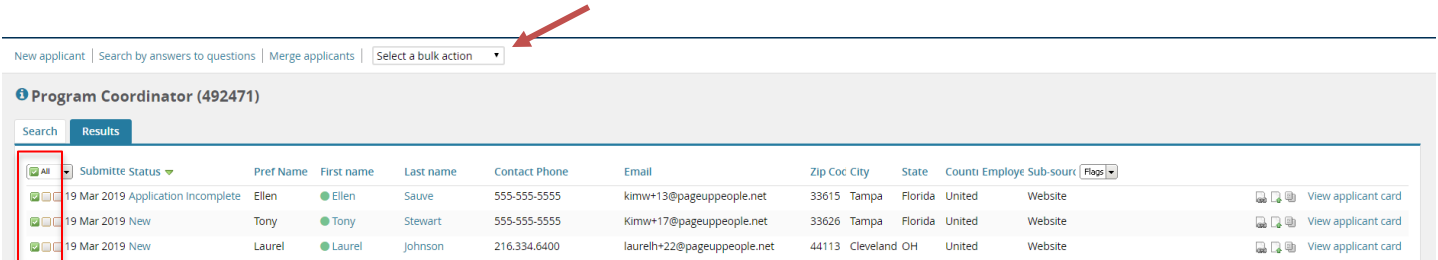 New applicant | Search by answers to questions | Merge applicants | Select a bulk action
Program Coordinator (492471)
Search Results
All Submitte Status Pref Name First name Last name Contact Phone Email Zip Coc City State Counti Employe Sub-sourc Flags
19 Mar 2019 Application Incomplete Ellen Ellen Sauve 555-555-5555 kimw+13@pageuppeople.net 33615 Tampa Florida United Website View applicant card
19 Mar 2019 New Tony Tony Stewart 555-555-5555 Kimw+17@pageuppeople.net 33626 Tampa Florida United Website View applicant card
19 Mar 2019 New Laurel Laurel Johnson 216.334.6400 laurelh+22@pageuppeople.net 44113 Cleveland OH United Website View applicant card